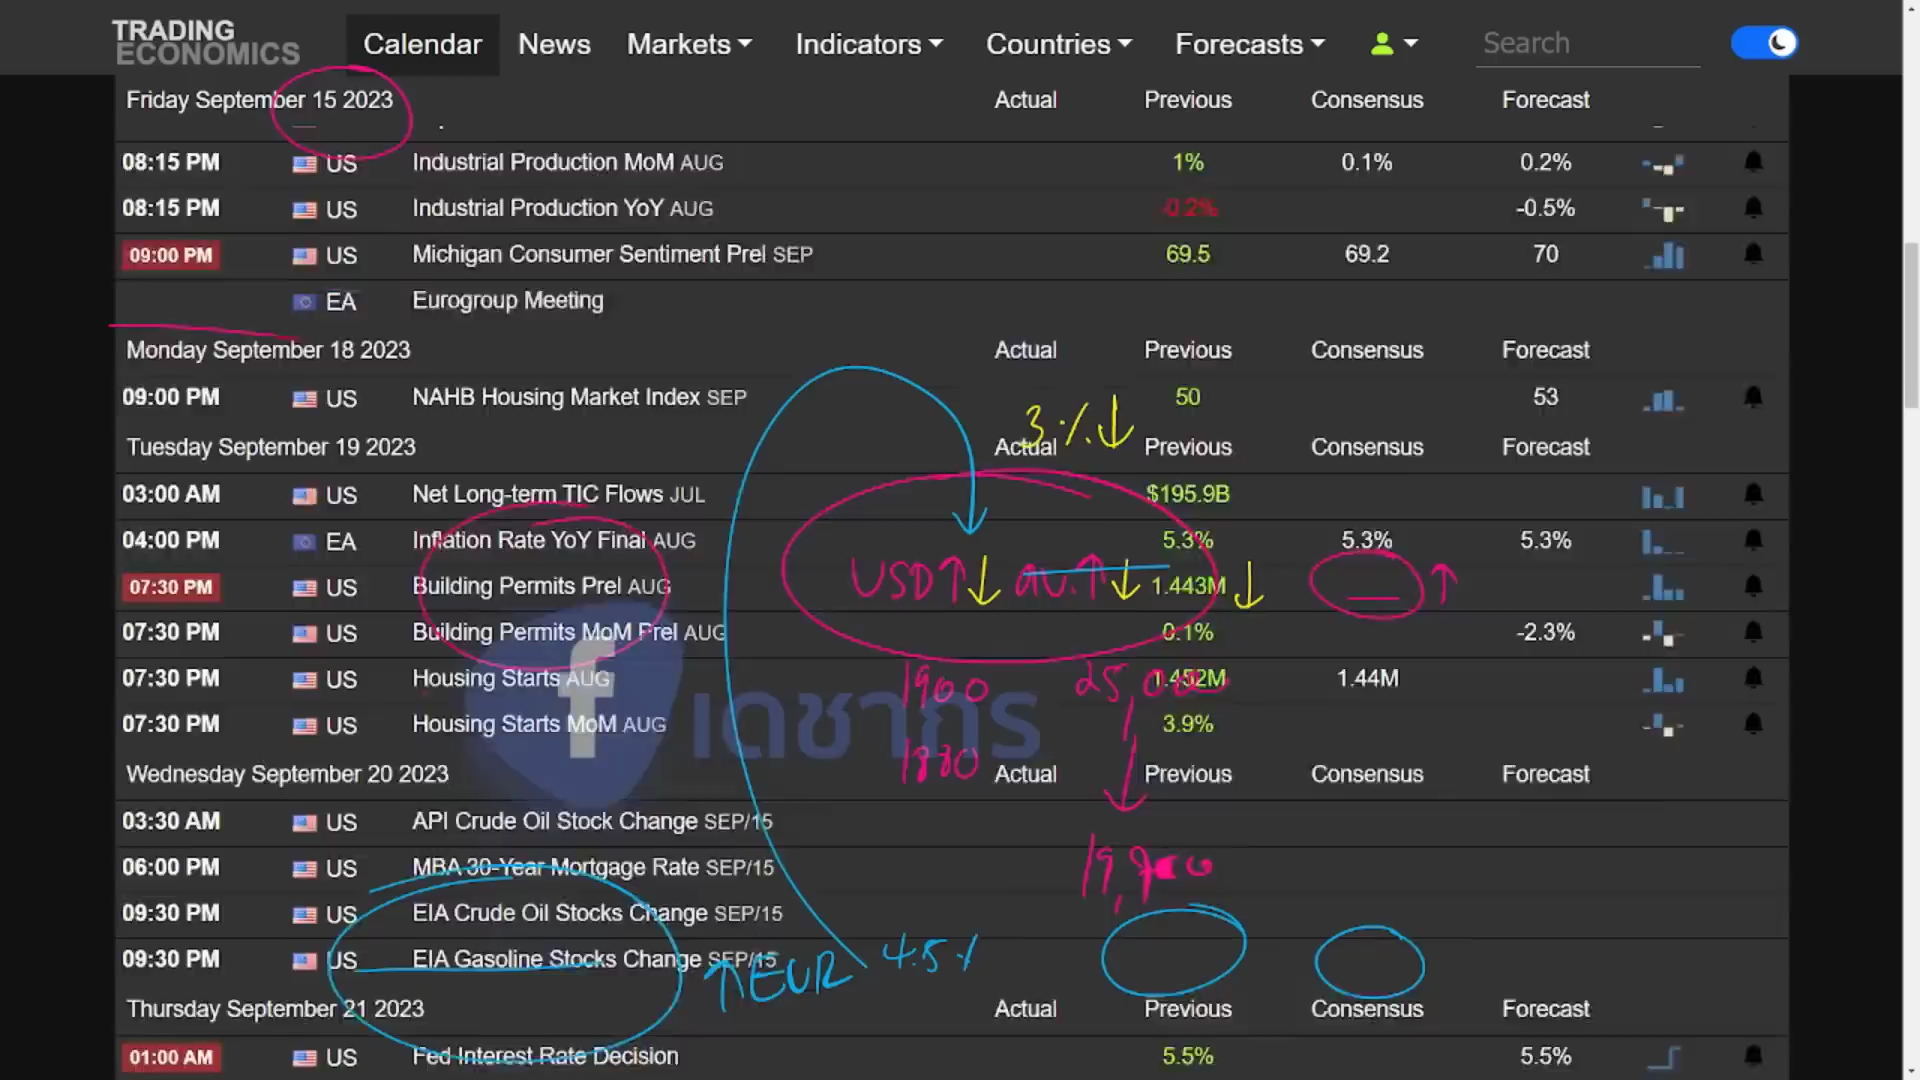 TRADING ECONOMICS Calendar News Markets Indicators Countries Forecasts Search
Friday September 15 2023 Actual Previous Consensus Forecast
08:15 PM US Industrial Production MoM AUG 1% 0.1% 0.2%
08:15 PM US Industrial Production YoY AUG -0.2% -0.5%
09:00 PM US Michigan Consumer Sentiment Prel SEP 69.5 69.2 70
EA Eurogroup Meeting
Monday September 18 2023 Actual Previous Consensus Forecast
09:00 PM US NAHB Housing Market Index SEP 50 53
3%↓
Tuesday September 19 2023 Actual Previous Consensus Forecast
03:00 AM US Net Long-term TIC Flows JUL $195.9B
04:00 PM EA Inflation Rate YoY Final AUG 5.3% 5.3% 5.3%
07:30 PM US Building Permits Prel AUG USD↑↓ ↑↓ 1.443M ↓ ↑
07:30 PM US Building Permits MoM Prel AUG 0.1% -2.3%
07:30 PM US Housing Starts AUG 1900 1.452M 1.44M
07:30 PM US Housing Starts MoM AUG 3.9%
f เดชากร
1880
Wednesday September 20 2023 Actual Previous Consensus Forecast
03:30 AM US API Crude Oil Stock Change SEP/15
06:00 PM US MBA 30-Year Mortgage Rate SEP/15
09:30 PM US EIA Crude Oil Stocks Change SEP/15
09:30 PM US EIA Gasoline Stocks Change SEP/15 ↑EUR 4.5%
Thursday September 21 2023 Actual Previous Consensus Forecast
01:00 AM US Fed Interest Rate Decision 5.5% 5.5%